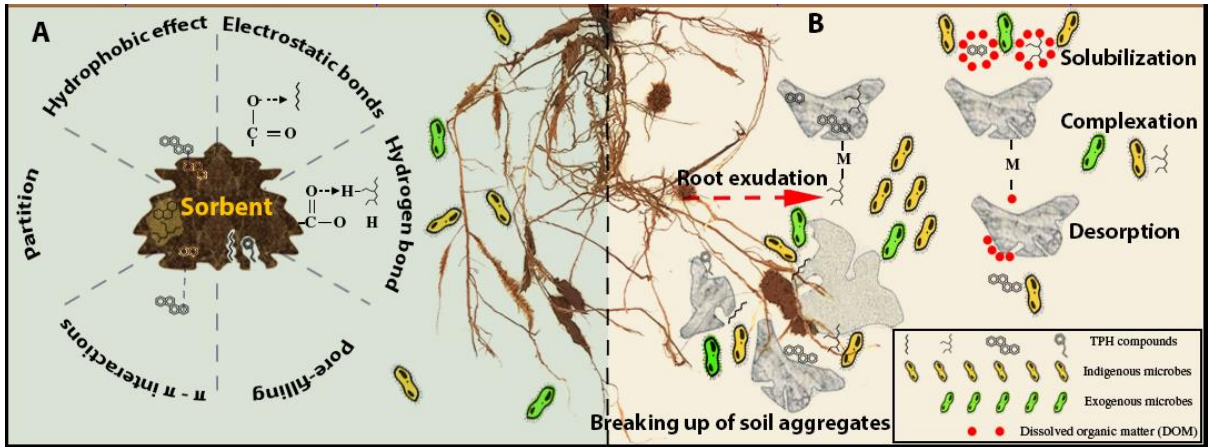 A
Hydrophobic effect
Electrostatic bonds
Hydrogen bond
Pore-filling
π - π interactions
Partition
Sorbent
O
C
O
O
H
C
O
H
B
Solubilization
Complexation
Desorption
Root exudation
M
M
Breaking up of soil aggregates
TPH compounds
Indigenous microbes
Exogenous microbes
Dissolved organic matter (DOM)